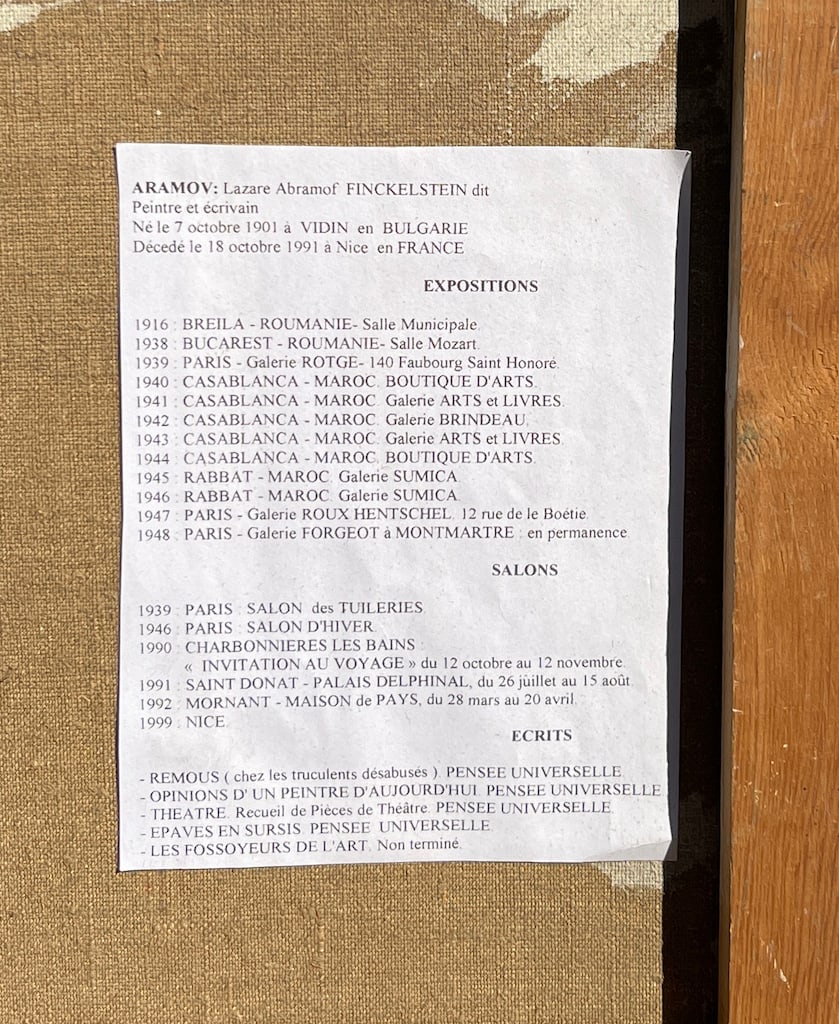 ARAMOV: Lazare Abramof FINCKELSTEIN dit
Peintre et écrivain
Né le 7 octobre 1901 à VIDIN en BULGARIE
Décedé le 18 octobre 1991 à Nice en FRANCE
EXPOSITIONS
1916 : BREILA - ROUMANIE- Salle Municipale.
1938 : BUCAREST - ROUMANIE- Salle Mozart.
1939 : PARIS - Galerie ROTGE- 140 Faubourg Saint Honoré.
1940 : CASABLANCA - MAROC. BOUTIQUE D'ARTS.
1941 : CASABLANCA - MAROC. Galerie ARTS et LIVRES.
1942 : CASABLANCA - MAROC. Galerie BRINDEAU.
1943 : CASABLANCA - MAROC. Galerie ARTS et LIVRES.
1944 : CASABLANCA - MAROC. BOUTIQUE D'ARTS.
1945 : RABBAT - MAROC. Galerie SUMICA.
1946 : RABBAT - MAROC. Galerie SUMICA.
1947 : PARIS - Galerie ROUX HENTSCHEL. 12 rue de le Boétie.
1948 : PARIS - Galerie FORGEOT à MONTMARTRE : en permanence.
SALONS
1939 : PARIS : SALON des TUILERIES.
1946 : PARIS : SALON D'HIVER.
1990 : CHARBONNIERES LES BAINS :
« INVITATION AU VOYAGE » du 12 octobre au 12 novembre.
1991 : SAINT DONAT - PALAIS DELPHINAL, du 26 juillet au 15 août.
1992 : MORNANT - MAISON de PAYS, du 28 mars au 20 avril.
1999 : NICE.
ECRITS
- REMOUS ( chez les truculents désabusés ). PENSEE UNIVERSELLE.
- OPINIONS D' UN PEINTRE D'AUJOURD'HUI. PENSEE UNIVERSELLE.
- THEATRE. Recueil de Pièces de Théâtre. PENSEE UNIVERSELLE.
- EPAVES EN SURSIS. PENSEE UNIVERSELLE.
- LES FOSSOYEURS DE L'ART. Non terminé.